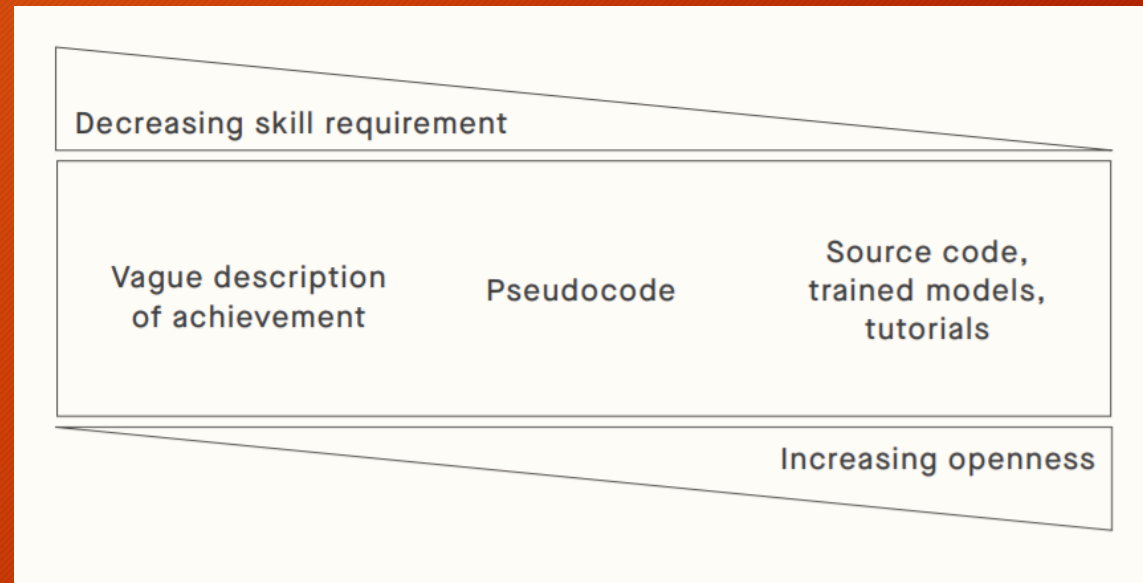 Decreasing skill requirement
Vague description
of achievement
Pseudocode
Source code,
trained models,
tutorials
Increasing openness